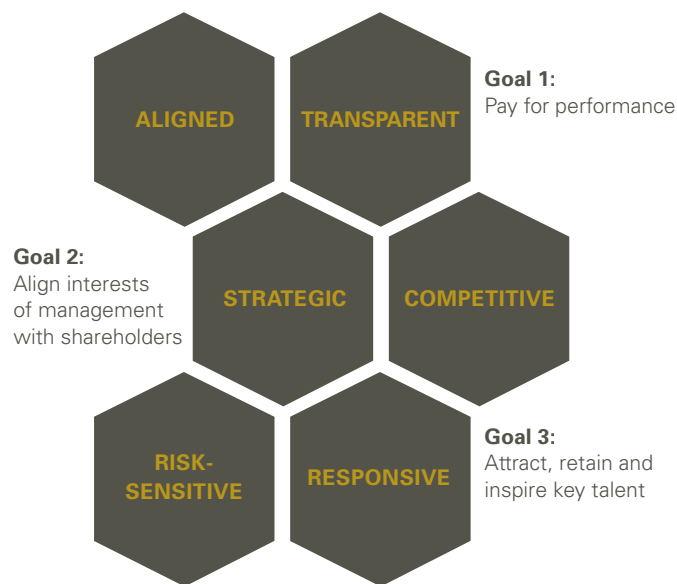 ALIGNED
TRANSPARENT
Goal 1:
Pay for performance
Goal 2:
Align interests
of management
with shareholders
STRATEGIC
COMPETITIVE
RISK-
SENSITIVE
RESPONSIVE
Goal 3:
Attract, retain and
inspire key talent